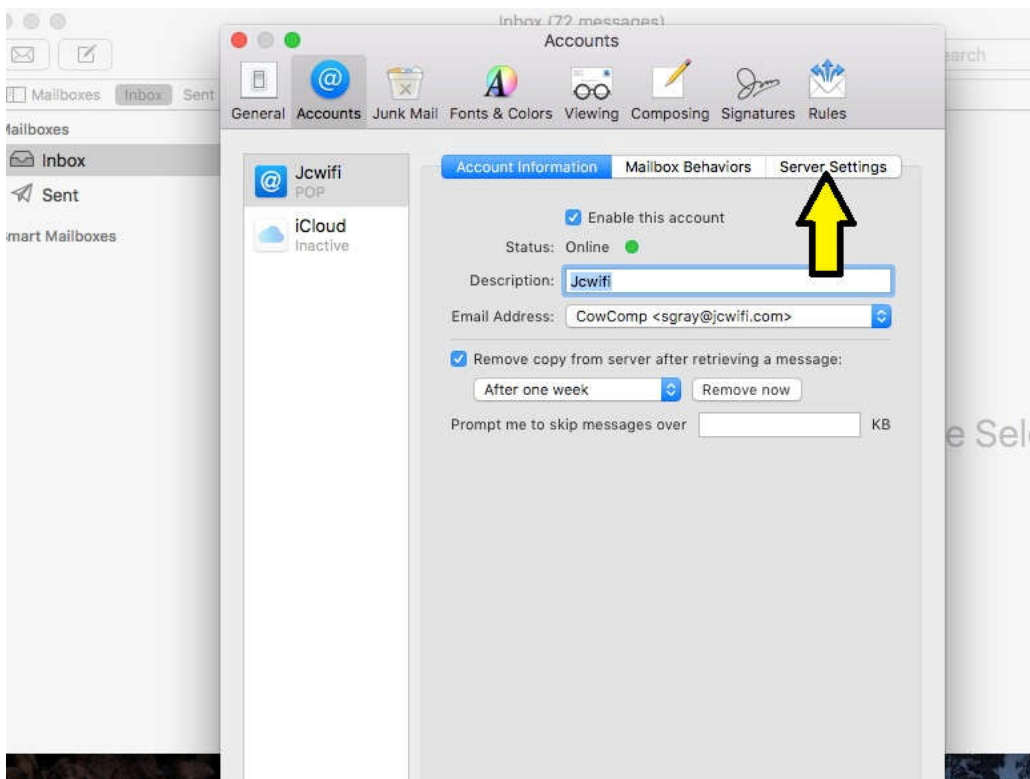 Inbox (72 messages)
Accounts
General Accounts Junk Mail Fonts & Colors Viewing Composing Signatures Rules
Mailboxes Inbox Sent
Inbox
Sent
Jcwifi
POP
iCloud
Inactive
Account Information Mailbox Behaviors Server Settings
Enable this account
Status: Online
Description: Jcwifi
Email Address: CowComp <sgray@jcwifi.com>
Remove copy from server after retrieving a message:
After one week Remove now
Prompt me to skip messages over KB